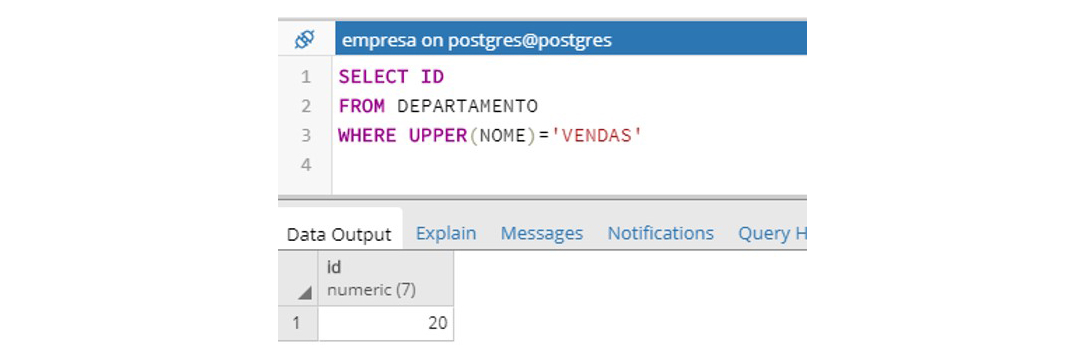 empresa on postgres@postgres
1 SELECT ID
2 FROM DEPARTAMENTO
3 WHERE UPPER(NOME)='VENDAS'
4
Data Output Explain Messages Notifications Query H
id
numeric (7)
1 20